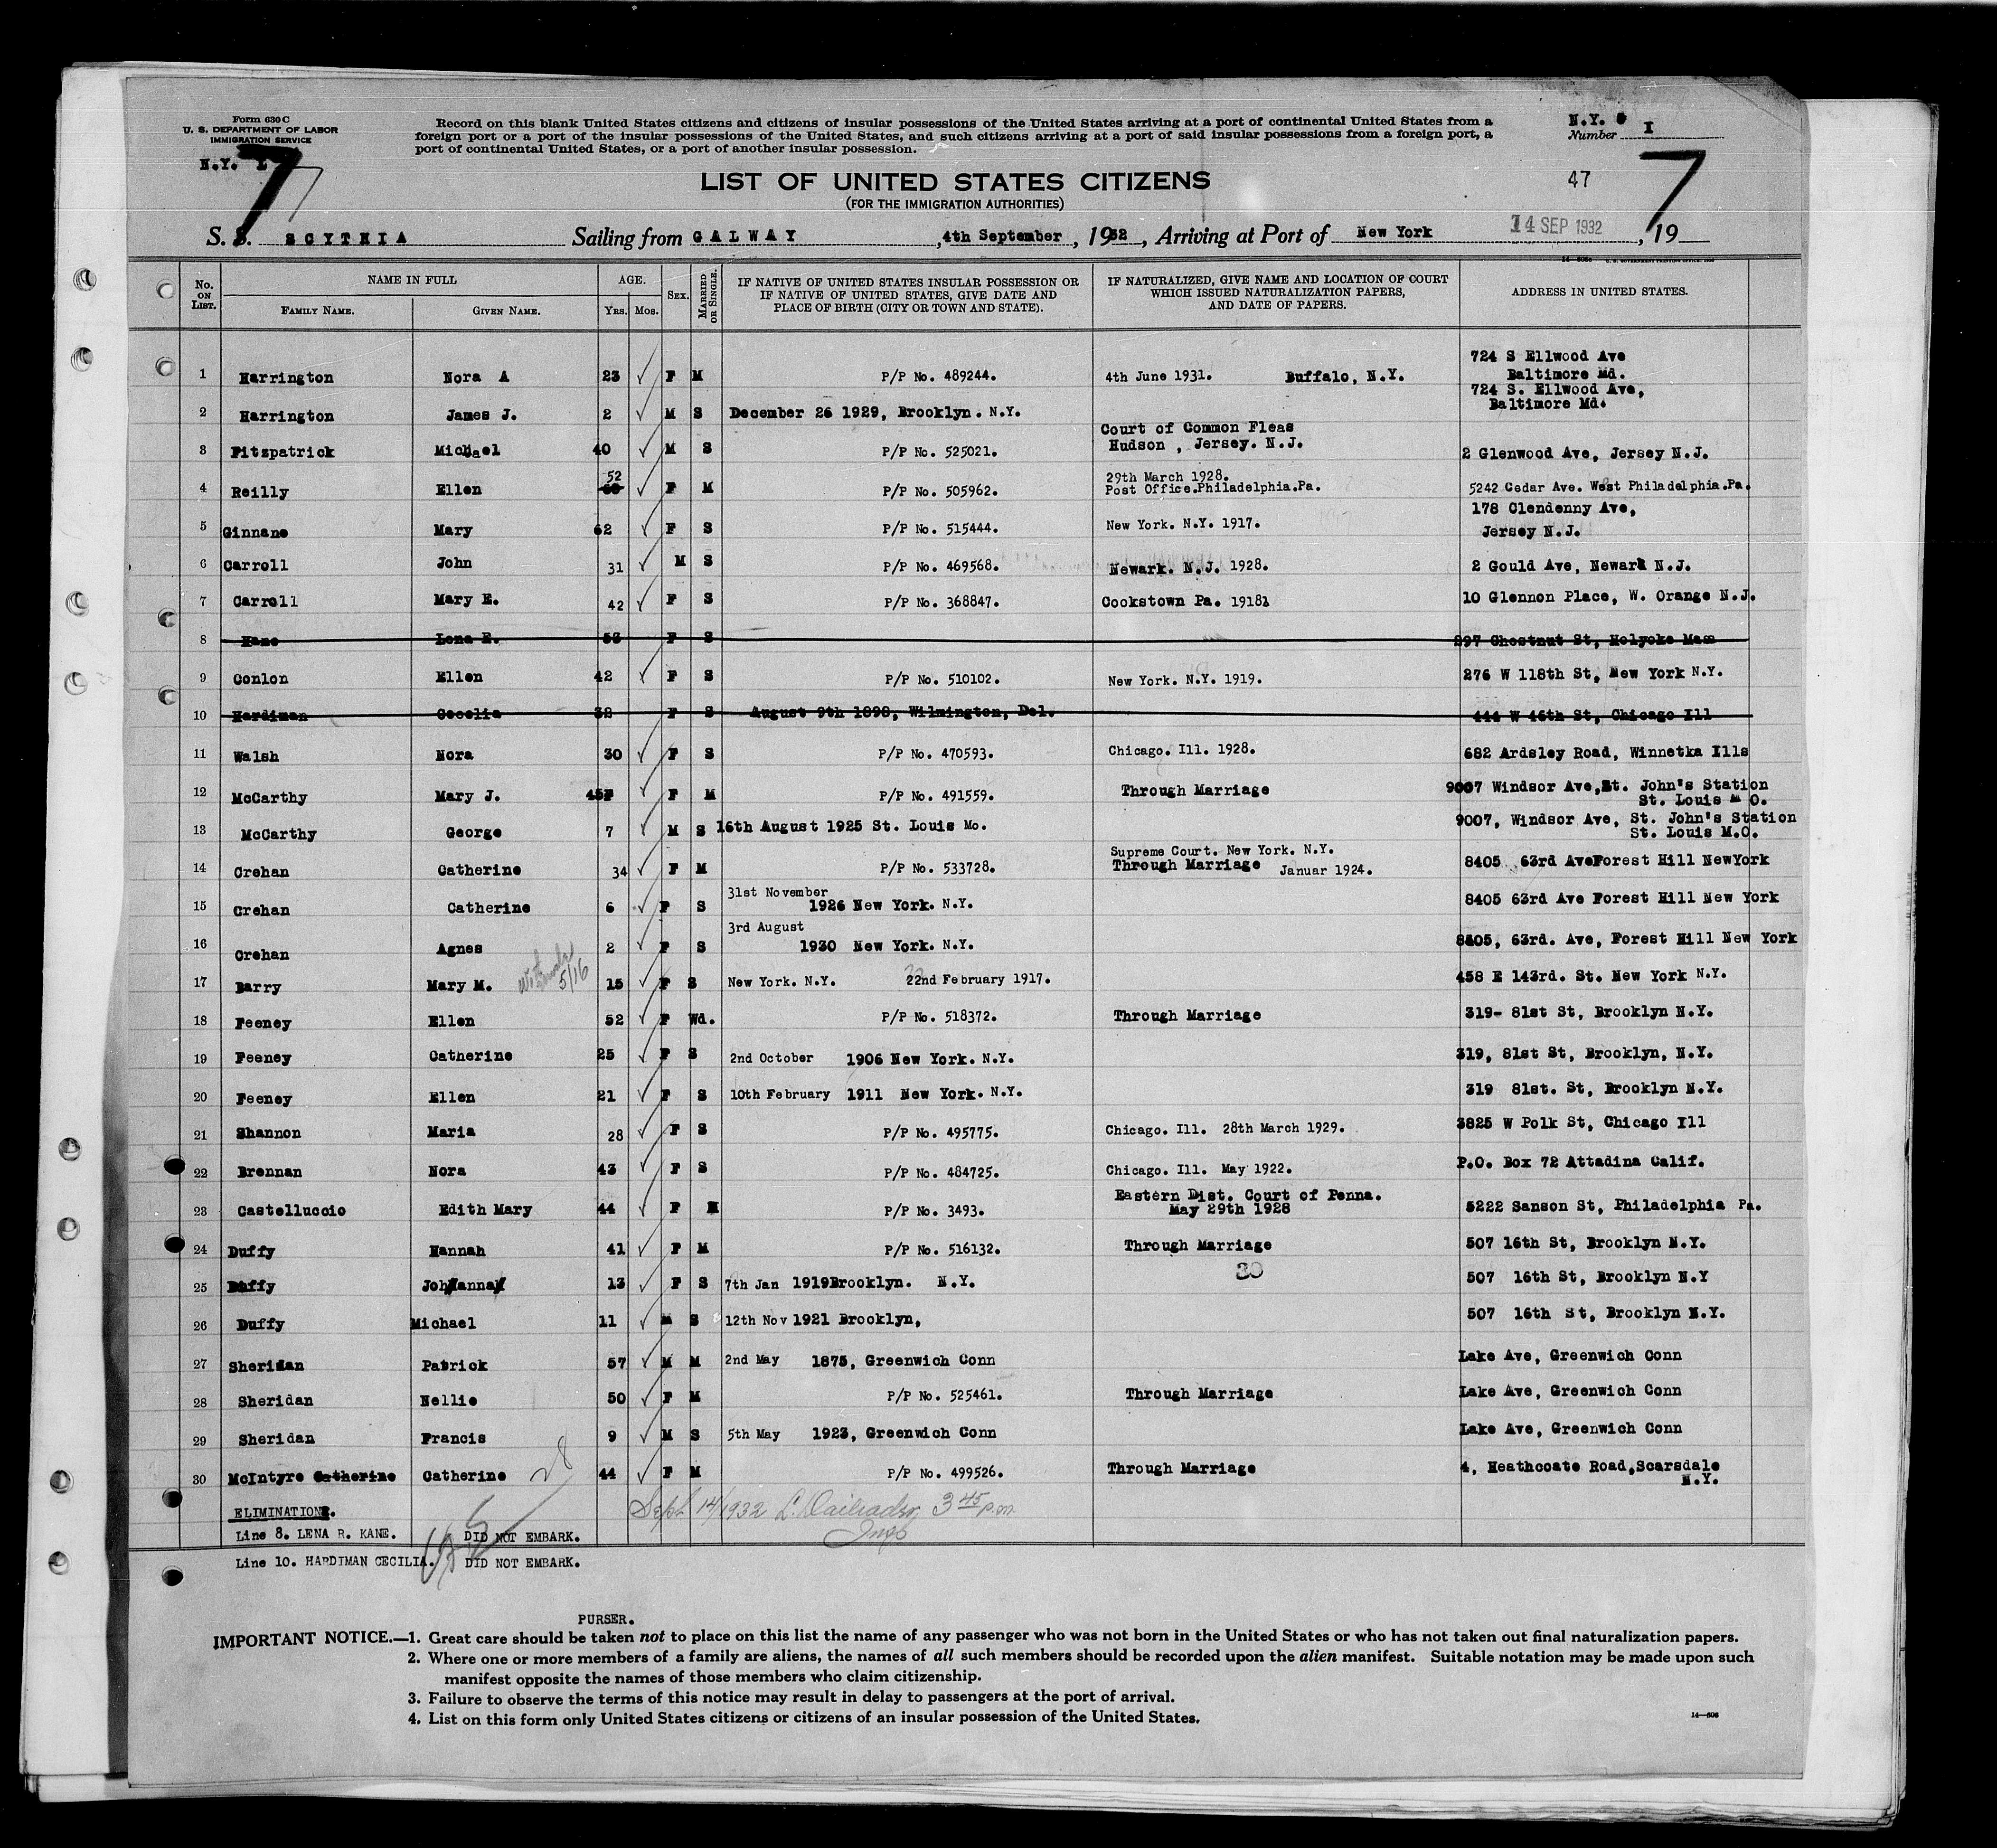 Form 630 C
U. S. DEPARTMENT OF LABOR
IMMIGRATION SERVICE
N.Y.
7
Record on this blank United States citizens and citizens of insular possessions of the United States arriving at a port of continental United States from a
foreign port or a port of the insular possessions of the United States, and such citizens arriving at a port of said insular possessions from a foreign port, a
port of continental United States, or a port of another insular possession.
N.Y.
Number I
47
7
LIST OF UNITED STATES CITIZENS
(FOR THE IMMIGRATION AUTHORITIES)
S. S. SCYTHIA Sailing from GALWAY, 4th September, 1932, Arriving at Port of New York 14 SEP 1932, 19
No. ON LIST. NAME IN FULL FAMILY NAME. GIVEN NAME. AGE. YRS. MOS. SEX. MARRIED OR SINGLE. IF NATIVE OF UNITED STATES INSULAR POSSESSION OR IF NATIVE OF UNITED STATES, GIVE DATE AND PLACE OF BIRTH (CITY OR TOWN AND STATE). IF NATURALIZED, GIVE NAME AND LOCATION OF COURT WHICH ISSUED NATURALIZATION PAPERS, AND DATE OF PAPERS. ADDRESS IN UNITED STATES.
1 Harrington Nora A 23 F M P/P No. 489244. 4th June 1931. Buffalo, N.Y. 724 S Ellwood Ave Baltimore Md.
2 Harrington James J. 2 M S December 26 1929, Brooklyn. N.Y. 724 S. Ellwood Ave, Baltimore Md.
3 Fitzpatrick Michael 40 M S P/P No. 525021. Court of Common Fleas Hudson , Jersey. N.J. 2 Glenwood Ave, Jersey N.J.
4 Reilly Ellen 52 F M P/P No. 505962. 29th March 1928. Post Office.Philadelphia.Pa. 5242 Cedar Ave. West Philadelphia.Pa.
5 Ginnane Mary 62 F S P/P No. 515444. New York. N.Y. 1917. 178 Clendenny Ave, Jersey N.J.
6 Carroll John 31 M S P/P No. 469568. Newark. N.J. 1928. 2 Gould Ave, Newark N.J.
7 Carroll Mary E. 42 F S P/P No. 368847. Cookstown Pa. 1918 10 Glennon Place, W. Orange N.J.
8 Kane Lena R. F S 297 Chestnut St, Holyoke Mass
9 Conlon Ellen 42 F S P/P No. 510102. New York. N.Y. 1919. 276 W 118th St, New York N.Y.
10 Hardiman Cecelia 32 F S August 9th 1898, Wilmington, Del. 444 W 46th St, Chicago Ill
11 Walsh Nora 30 F S P/P No. 470593. Chicago. Ill. 1928. 682 Ardsley Road, Winnetka Ills
12 McCarthy Mary J. F M P/P No. 491559. Through Marriage 9007 Windsor Ave,St. John's Station St. Louis M O.
13 McCarthy George 7 M S 16th August 1925 St. Louis Mo. 9007, Windsor Ave, St. John's Station St. Louis M.O.
14 Crehan Catherine 34 F M P/P No. 533728. Supreme Court. New York. N.Y. Through Marriage Januar 1924. 8405 63rd AveForest Hill NewYork
15 Crehan Catherine 6 F S 31st November 1926 New York. N.Y. 8405 63rd Ave Forest Hill New York
16 Crehan Agnes 2 F S 3rd August 1930 New York. N.Y. 8405, 63rd. Ave, Forest Hill New York
17 Barry Mary M. 5/16 15 F S New York. N.Y. 22nd February 1917. 458 E 143rd. St. New York N.Y.
18 Feeney Ellen 52 F Wd. P/P No. 518372. Through Marriage 319- 81st St, Brooklyn N.Y.
19 Feeney Catherine 25 F S 2nd October 1906 New York. N.Y. 319, 81st St, Brooklyn, N.Y.
20 Feeney Ellen 21 F S 10th February 1911 New York. N.Y. 319 81st. St, Brooklyn N.Y.
21 Shannon Maria 28 F S P/P No. 495775. Chicago. Ill. 28th March 1929. 3825 W Polk St, Chicago Ill
22 Brennan Nora 43 F S P/P No. 484725. Chicago. Ill. May 1922. P.O. Box 72 Attadina Calif.
23 Castelluccio Edith Mary 44 F M P/P No. 3493. Eastern Dist. Court of Penna. May 29th 1928 5222 Sanson St, Philadelphia Pa.
24 Duffy Hannah 41 F M P/P No. 516132. Through Marriage 507 16th St, Brooklyn N.Y.
30
25 Duffy Johanna 13 F S 7th Jan 1919Brooklyn. N.Y. 507 16th St, Brooklyn N.Y
26 Duffy Michael 11 M S 12th Nov 1921 Brooklyn, 507 16th St, Brooklyn N.Y.
27 Sheridan Patrick 57 M M 2nd May 1875, Greenwich Conn Lake Ave, Greenwich Conn
28 Sheridan Nellie 50 F M P/P No. 525461. Through Marriage Lake Ave, Greenwich Conn
29 Sheridan Francis 9 M S 5th May 1923, Greenwich Conn Lake Ave, Greenwich Conn
30 McIntyre Catherine Catherine 28 44 F M P/P No. 499526. Through Marriage 4, Heathcoate Road,Scarsdale N.Y.
ELIMINATIONS. Sept 14/1932 3 45 p.m.
Line 8. LENA R. KANE. DID NOT EMBARK.
Line 10. HARDIMAN CECILIA. DID NOT EMBARK.
PURSER.
IMPORTANT NOTICE.—1. Great care should be taken not to place on this list the name of any passenger who was not born in the United States or who has not taken out final naturalization papers.
2. Where one or more members of a family are aliens, the names of all such members should be recorded upon the alien manifest. Suitable notation may be made upon such
manifest opposite the names of those members who claim citizenship.
3. Failure to observe the terms of this notice may result in delay to passengers at the port of arrival.
4. List on this form only United States citizens or citizens of an insular possession of the United States.
14—606